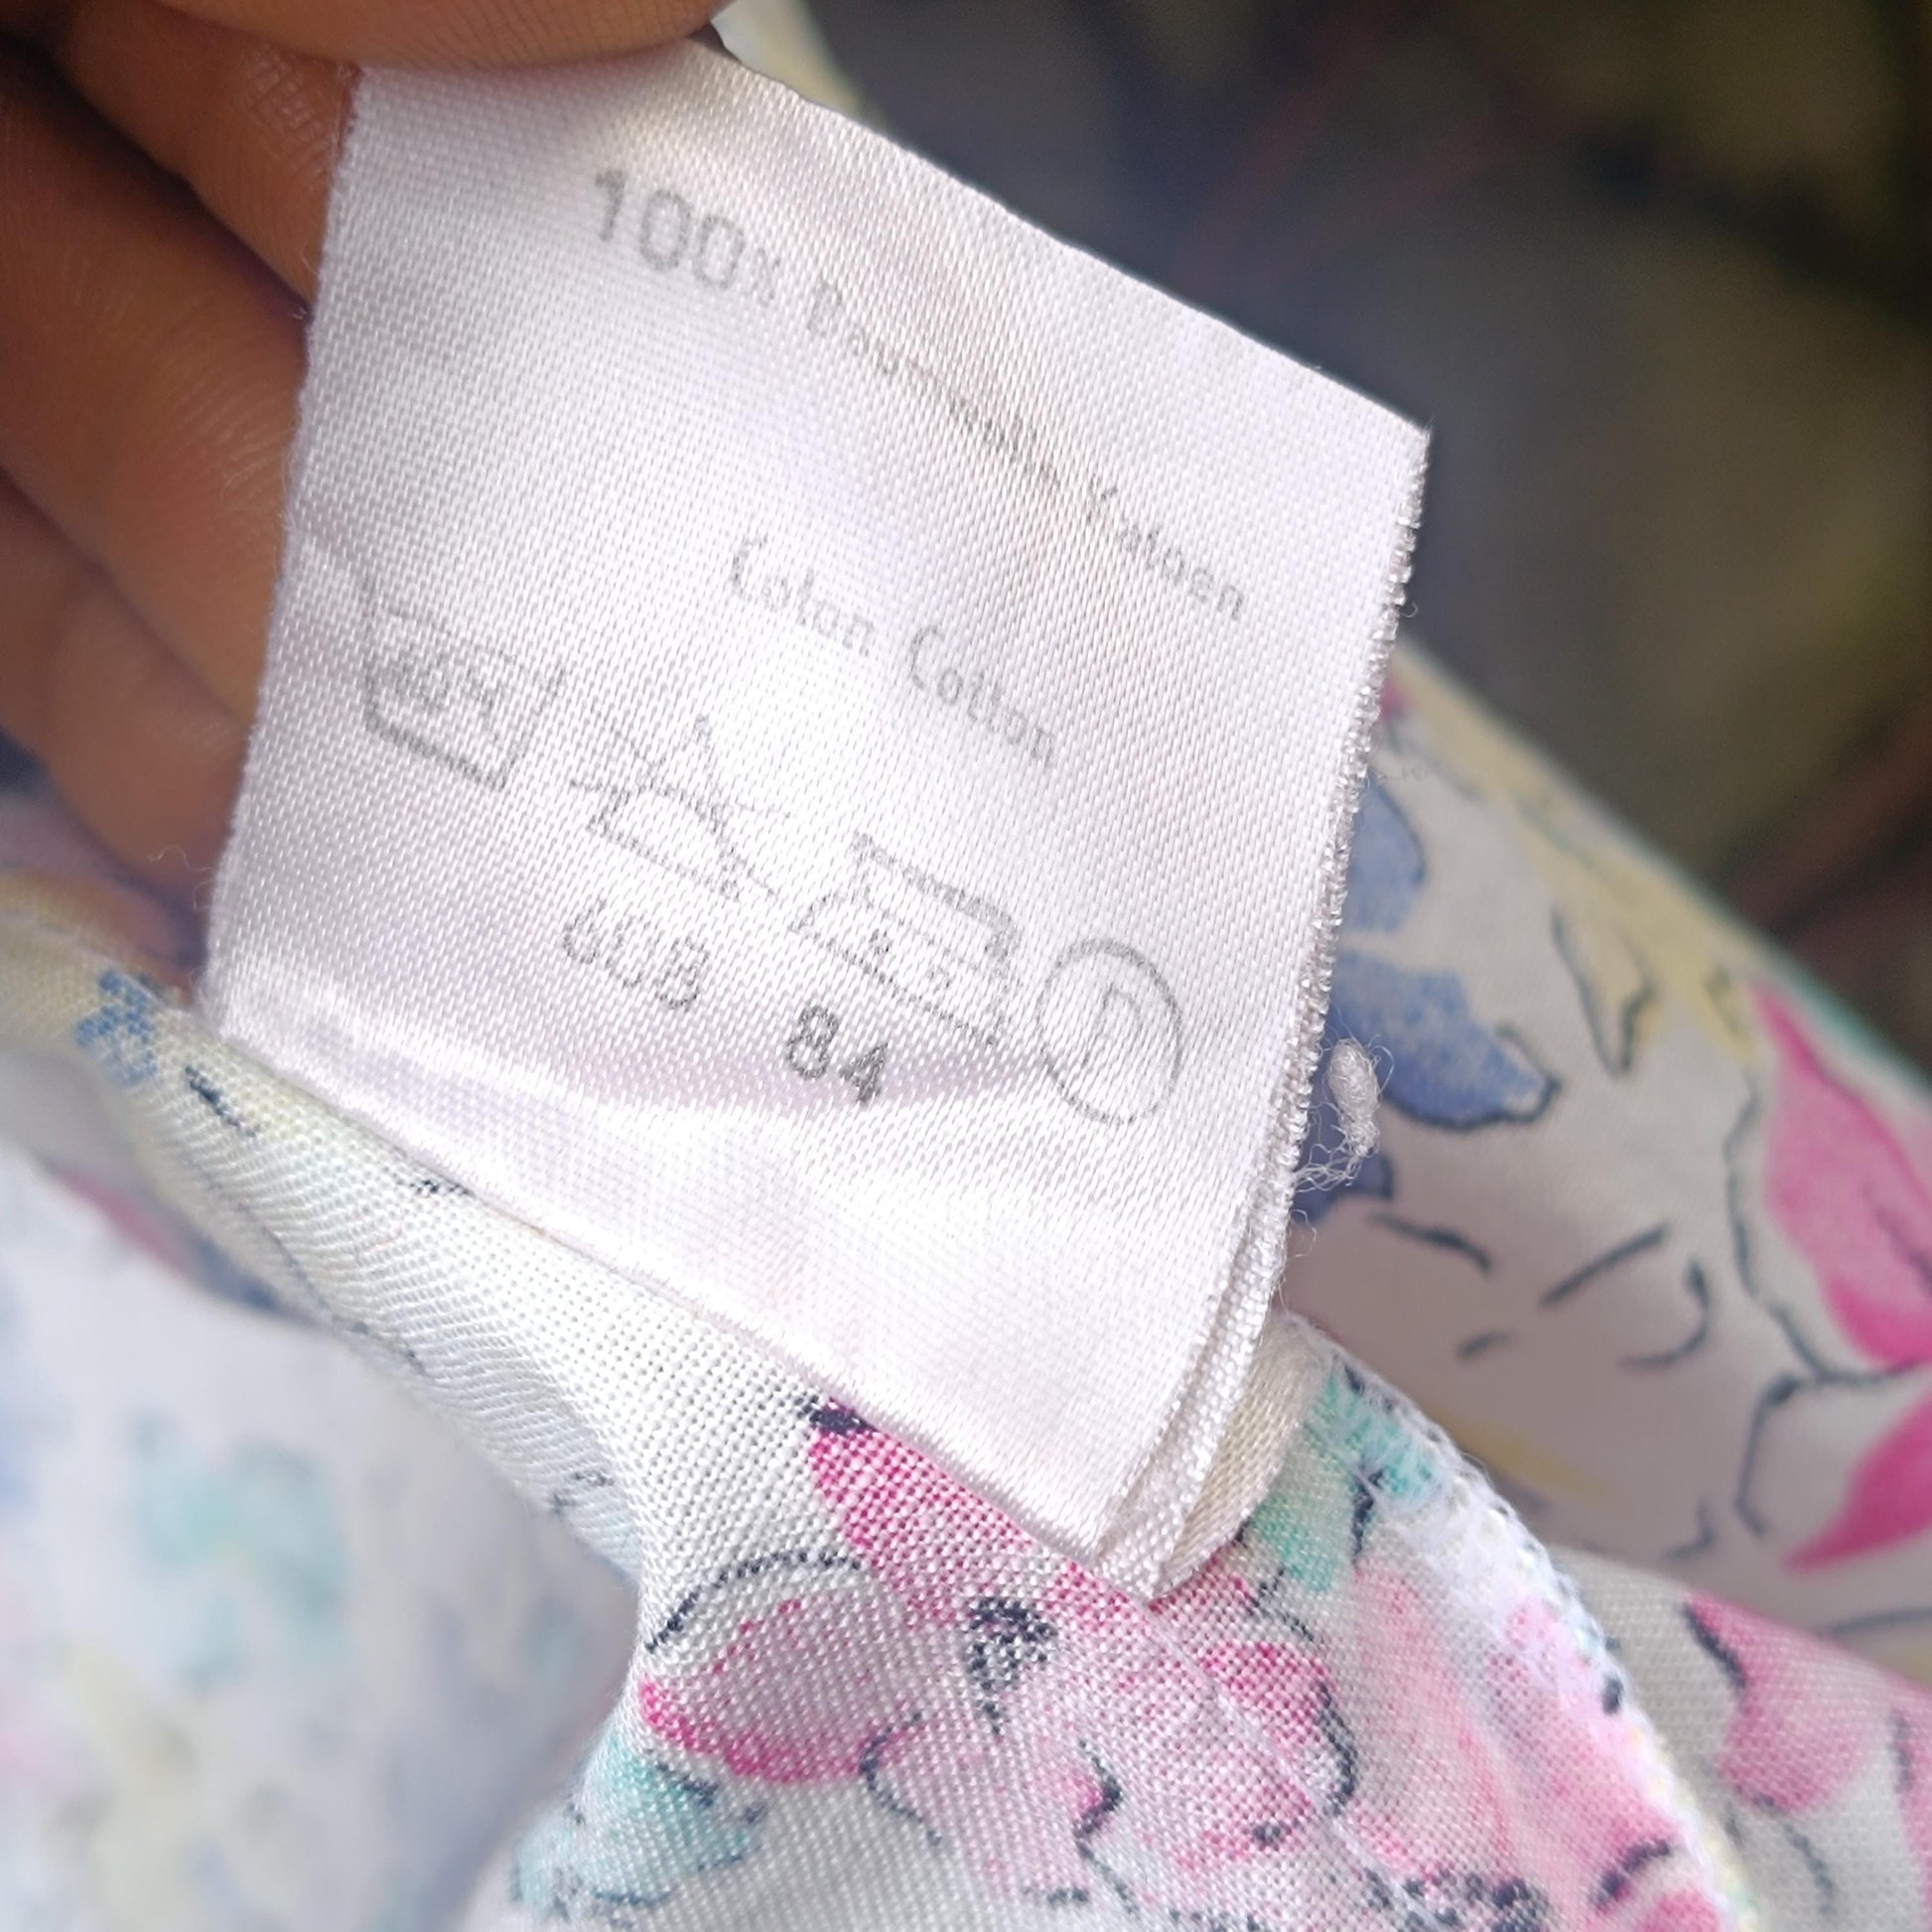 100% Baumwolle Katoen
Coton Cotton
P
84